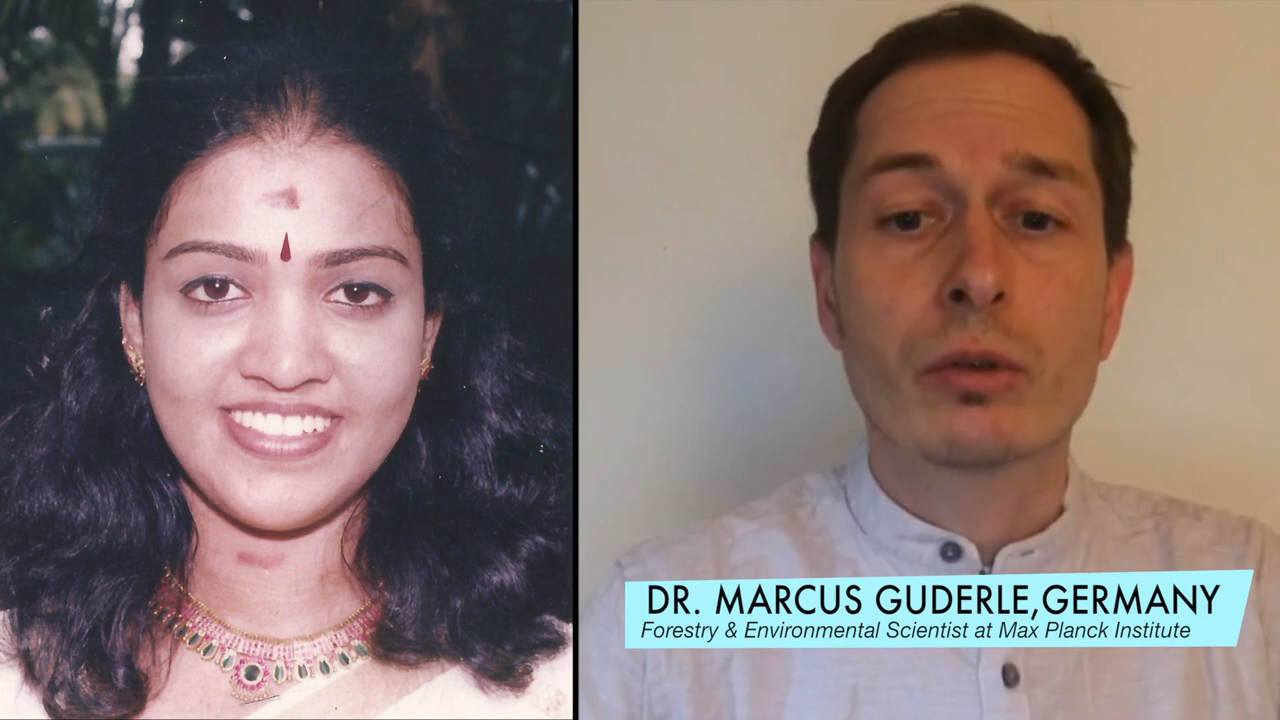 DR. MARCUS GUDERLE,GERMANY
Forestry & Environmental Scientist at Max Planck Institute